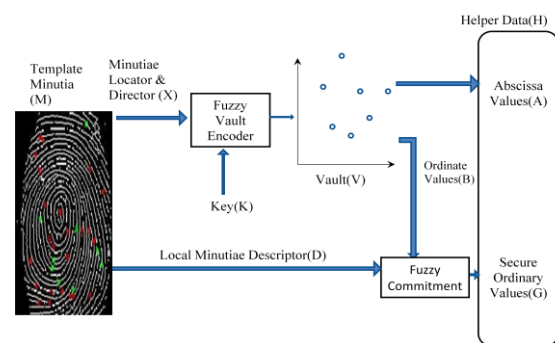 Helper Data(H)
Template
Minutia
(M)
Minutiae
Locator &
Director (X)
Fuzzy
Vault
Encoder
Key(K)
Vault(V)
Abscissa
Values(A)
Ordinate
Values(B)
Local Minutiae Descriptor(D)
Fuzzy
Commitment
Secure
Ordinary
Values(G)